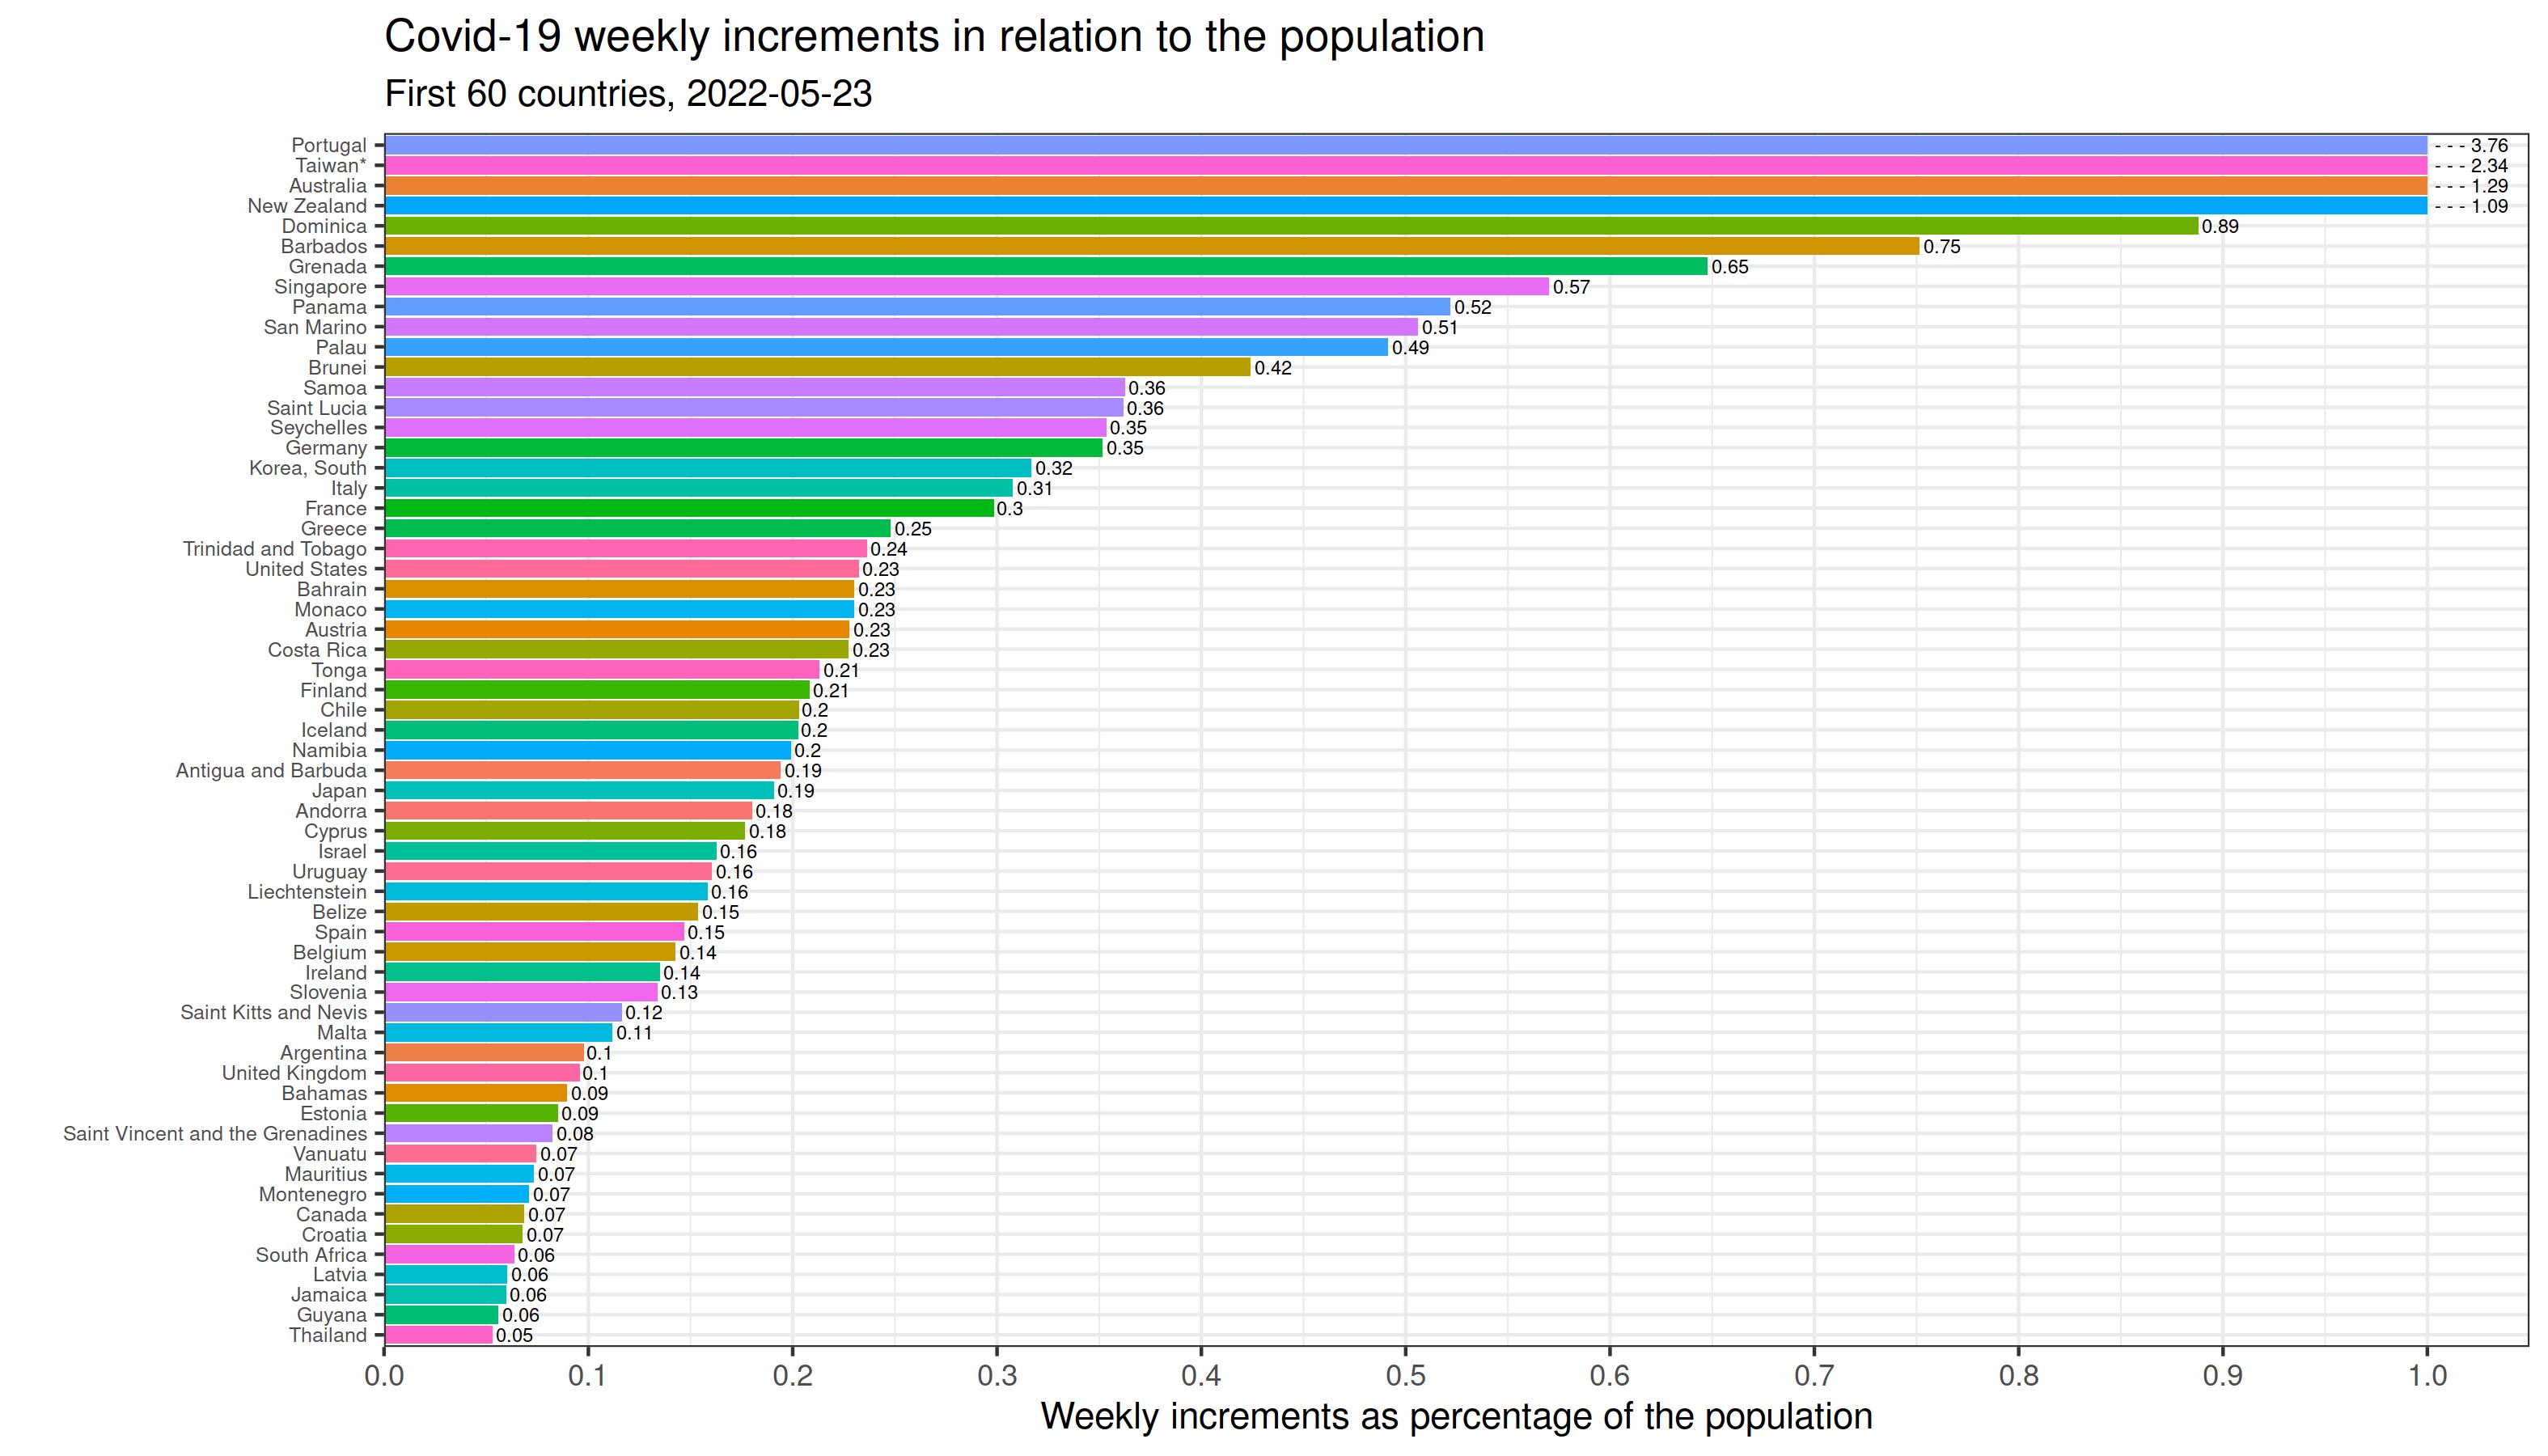 Covid-19 weekly increments in relation to the population
First 60 countries, 2022-05-23
Portugal - - - 3.76
Taiwan* - - - 2.34
Australia - - - 1.29
New Zealand - - - 1.09
Dominica 0.89
Barbados 0.75
Grenada 0.65
Singapore 0.57
Panama 0.52
San Marino 0.51
Palau 0.49
Brunei 0.42
Samoa 0.36
Saint Lucia 0.36
Seychelles 0.35
Germany 0.35
Korea, South 0.32
Italy 0.31
France 0.3
Greece 0.25
Trinidad and Tobago 0.24
United States 0.23
Bahrain 0.23
Monaco 0.23
Austria 0.23
Costa Rica 0.23
Tonga 0.21
Finland 0.21
Chile 0.2
Iceland 0.2
Namibia 0.2
Antigua and Barbuda 0.19
Japan 0.19
Andorra 0.18
Cyprus 0.18
Israel 0.16
Uruguay 0.16
Liechtenstein 0.16
Belize 0.15
Spain 0.15
Belgium 0.14
Ireland 0.14
Slovenia 0.13
Saint Kitts and Nevis 0.12
Malta 0.11
Argentina 0.1
United Kingdom 0.1
Bahamas 0.09
Estonia 0.09
Saint Vincent and the Grenadines 0.08
Vanuatu 0.07
Mauritius 0.07
Montenegro 0.07
Canada 0.07
Croatia 0.07
South Africa 0.06
Latvia 0.06
Jamaica 0.06
Guyana 0.06
Thailand 0.05
0.0 0.1 0.2 0.3 0.4 0.5 0.6 0.7 0.8 0.9 1.0
Weekly increments as percentage of the population